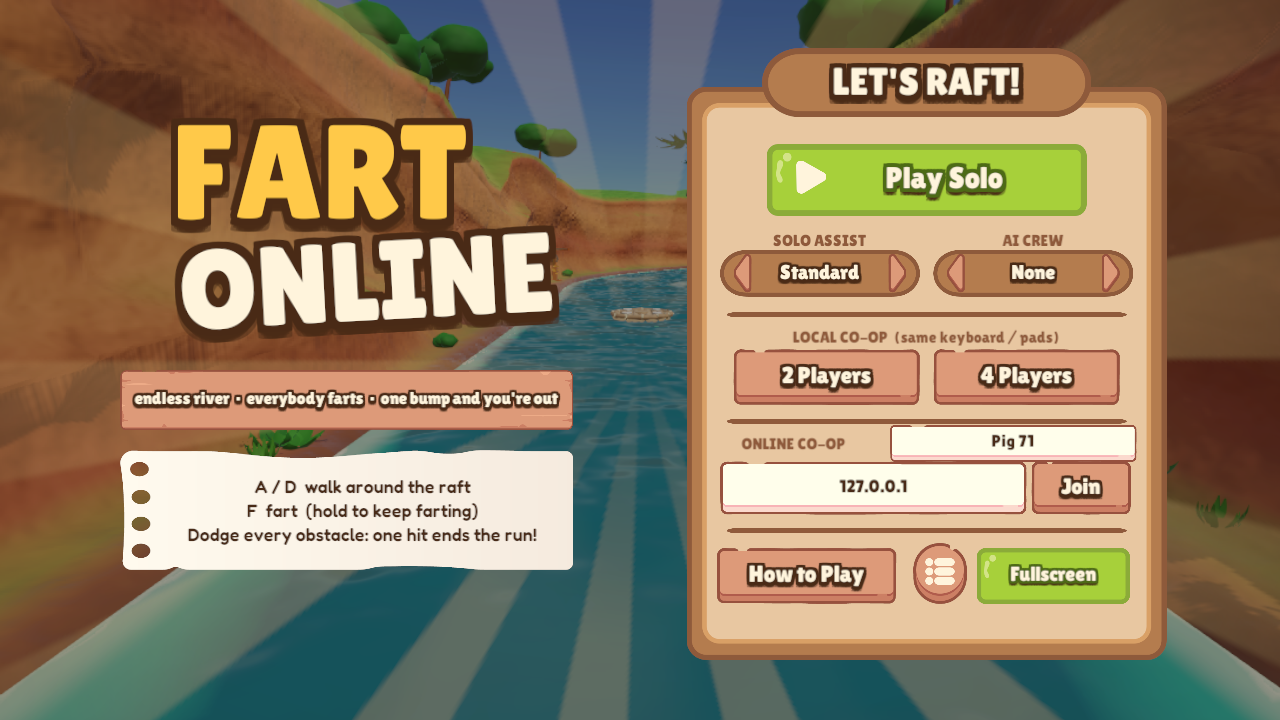 FART
ONLINE
endless river • everybody farts • one bump and you're out
A / D walk around the raft
F fart (hold to keep farting)
Dodge every obstacle: one hit ends the run!
LET'S RAFT!
Play Solo
SOLO ASSIST
AI CREW
Standard
None
LOCAL CO-OP (same keyboard / pads)
2 Players
4 Players
ONLINE CO-OP
Pig 71
127.0.0.1
Join
How to Play
Fullscreen